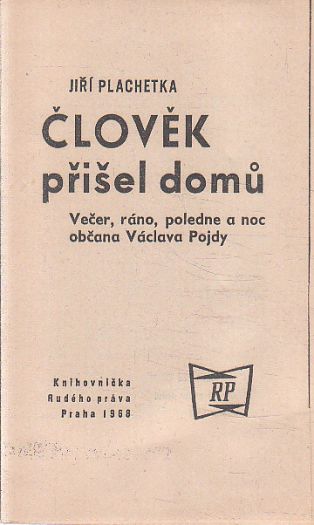 JIŘÍ PLACHETKA
ČLOVĚK
přišel domů
Večer, ráno, poledne a noc
občana Václava Pojdy
Knihovnička
Rudého práva
Praha 1968
RP